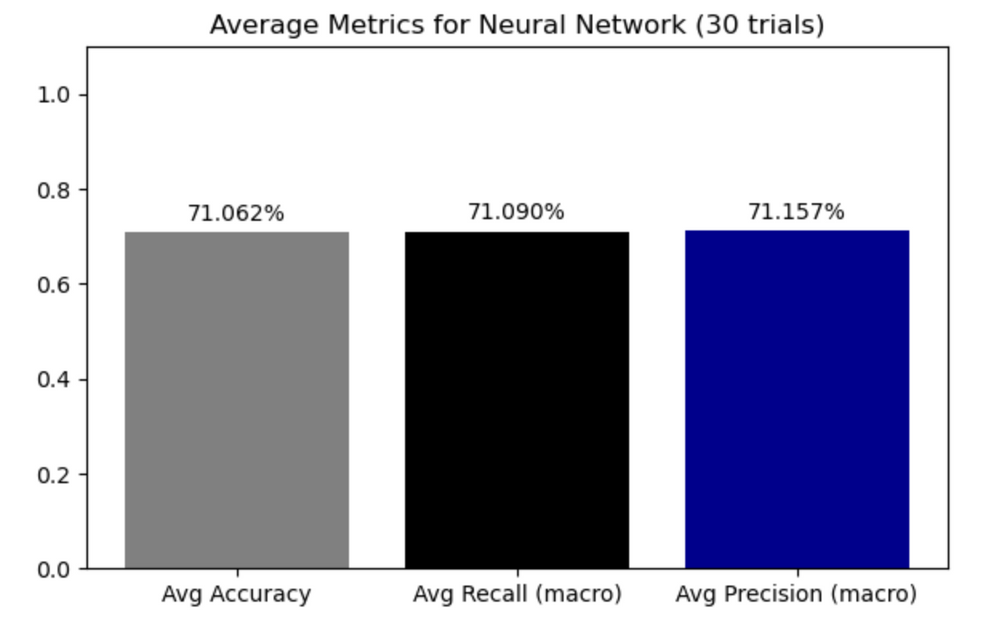 Average Metrics for Neural Network (30 trials)
1.0
0.8
0.6
0.4
0.2
0.0
71.062%
71.090%
71.157%
Avg Accuracy
Avg Recall (macro)
Avg Precision (macro)